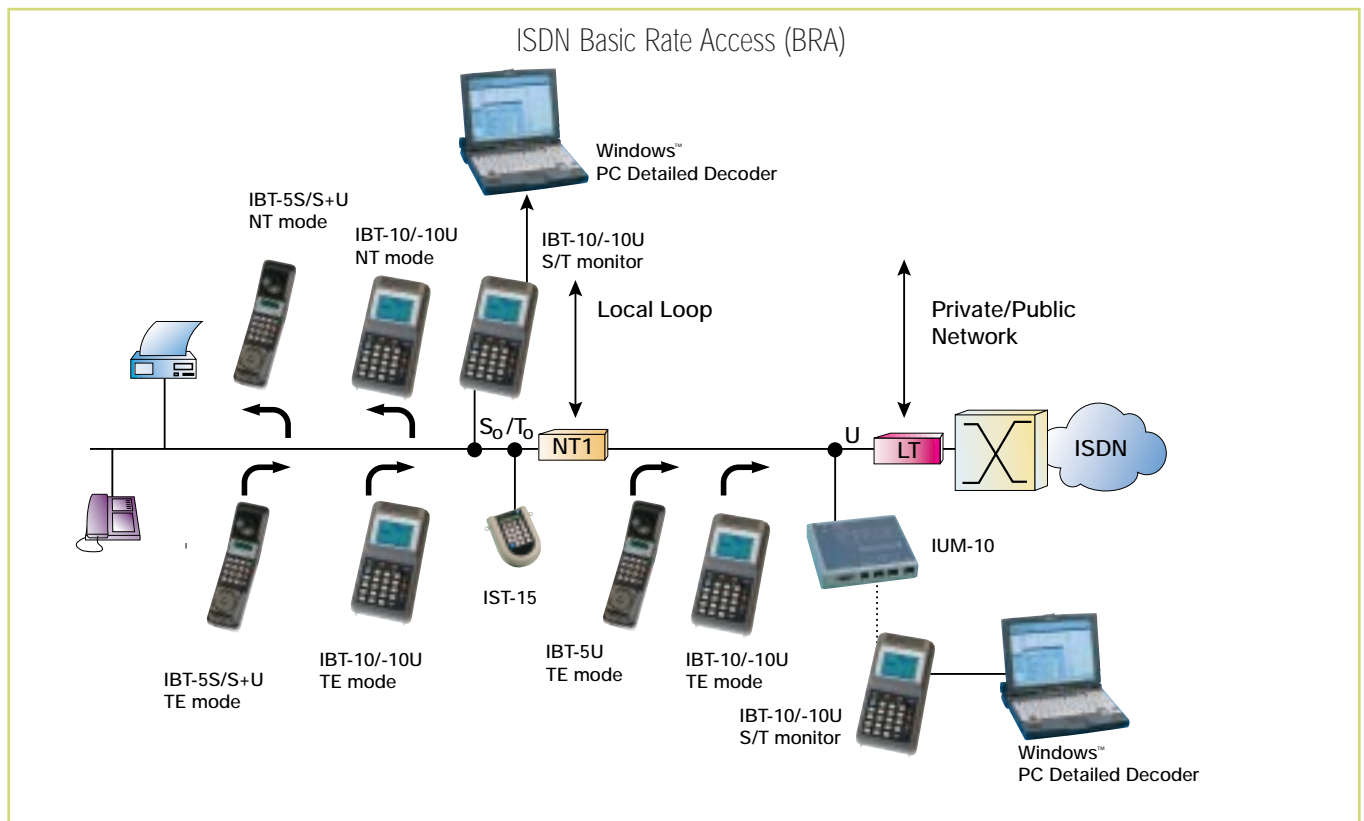 ISDN Basic Rate Access (BRA)
Windows™
PC Detailed Decoder
IBT-5S/S+U
NT mode
IBT-10/-10U
NT mode
IBT-10/-10U
S/T monitor
Local Loop
Private/Public
Network
So/To
NT1
U
LT
ISDN
IST-15
IUM-10
IBT-5S/S+U
TE mode
IBT-10/-10U
TE mode
IBT-5U
TE mode
IBT-10/-10U
TE mode
IBT-10/-10U
S/T monitor
Windows™
PC Detailed Decoder